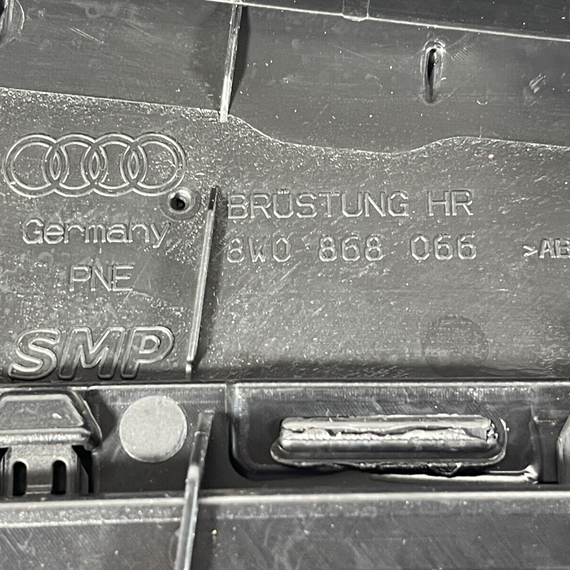 BRÜSTUNG HR
8W0 868 066
>AB
Germany
PNE
SMP